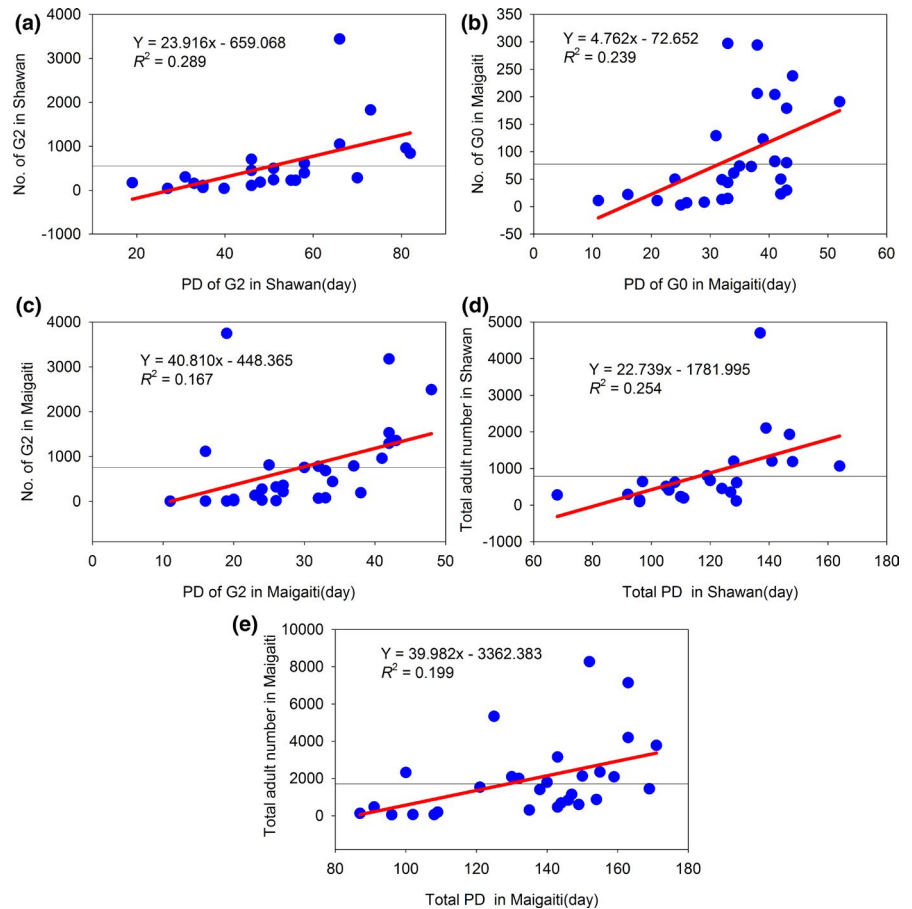 (a)
4000
3000
2000
1000
0
-1000
No. of G2 in Shawan
Y = 23.916x - 659.068
R² = 0.289
20
40
60
80
PD of G2 in Shawan(day)
(b)
350
300
250
200
150
100
50
0
-50
No. of G0 in Maigaiti
Y = 4.762x - 72.652
R² = 0.239
0
10
20
30
40
50
60
PD of G0 in Maigaiti(day)
(c)
4000
3000
2000
1000
0
No. of G2 in Maigaiti
Y = 40.810x - 448.365
R² = 0.167
0
10
20
30
40
50
PD of G2 in Maigaiti(day)
(d)
5000
4000
3000
2000
1000
0
-1000
Total adult number in Shawan
Y = 22.739x - 1781.995
R² = 0.254
60
80
100
120
140
160
180
Total PD in Shawan(day)
(e)
10000
8000
6000
4000
2000
0
Total adult number in Maigaiti
Y = 39.982x - 3362.383
R² = 0.199
80
100
120
140
160
180
Total PD in Maigaiti(day)